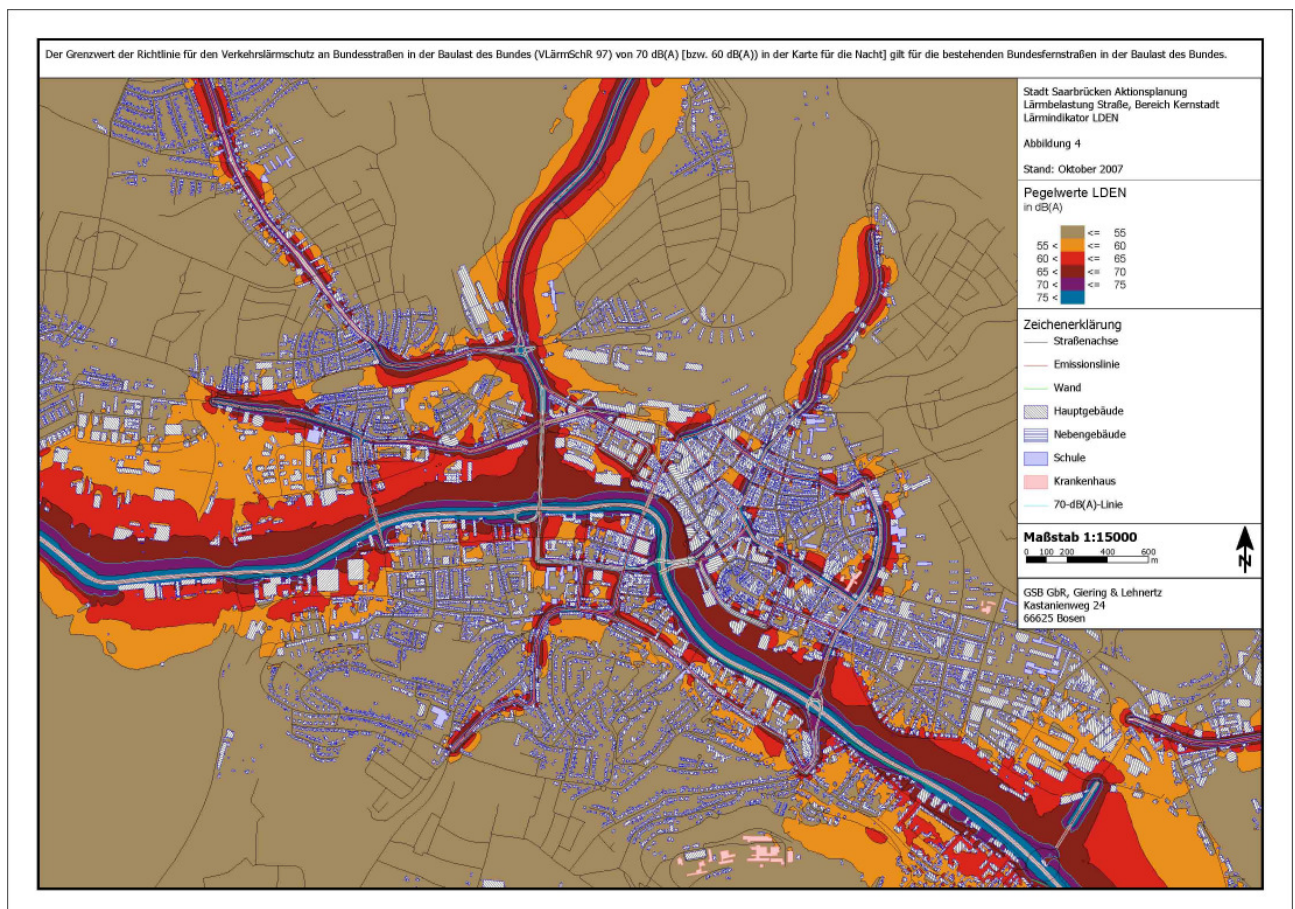 Der Grenzwert der Richtlinie für den Verkehrslärmschutz an Bundesstraßen in der Baulast des Bundes (VLärmSchR 97) von 70 dB(A) [bzw. 60 dB(A)) in der Karte für die Nacht] gilt für die bestehenden Bundesfernstraßen in der Baulast des Bundes.
Stadt Saarbrücken Aktionsplanung
Lärmbelastung Straße, Bereich Kernstadt
Lärmindikator LDEN
Abbildung 4
Stand: Oktober 2007
Pegelwerte LDEN
in dB(A)
<= 55
55 < <= 60
60 < <= 65
65 < <= 70
70 < <= 75
75 <
Zeichenerklärung
Straßenachse
Emissionslinie
Wand
Hauptgebäude
Nebengebäude
Schule
Krankenhaus
70-dB(A)-Linie
Maßstab 1:15000
0 100 200 400 600
m
N
GSB GbR, Giering & Lehnertz
Kastanienweg 24
66625 Bosen